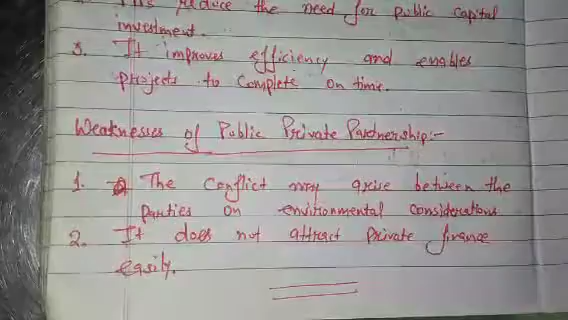 2. This reduce the need for public capital
investment.
3. It improves efficiency and enables
projects to complete on time.
Weaknesses of Public Private Partnership:-
1. The Conflict may arise between the
parties on environmental considerations
2. It does not attract private finance
easily.